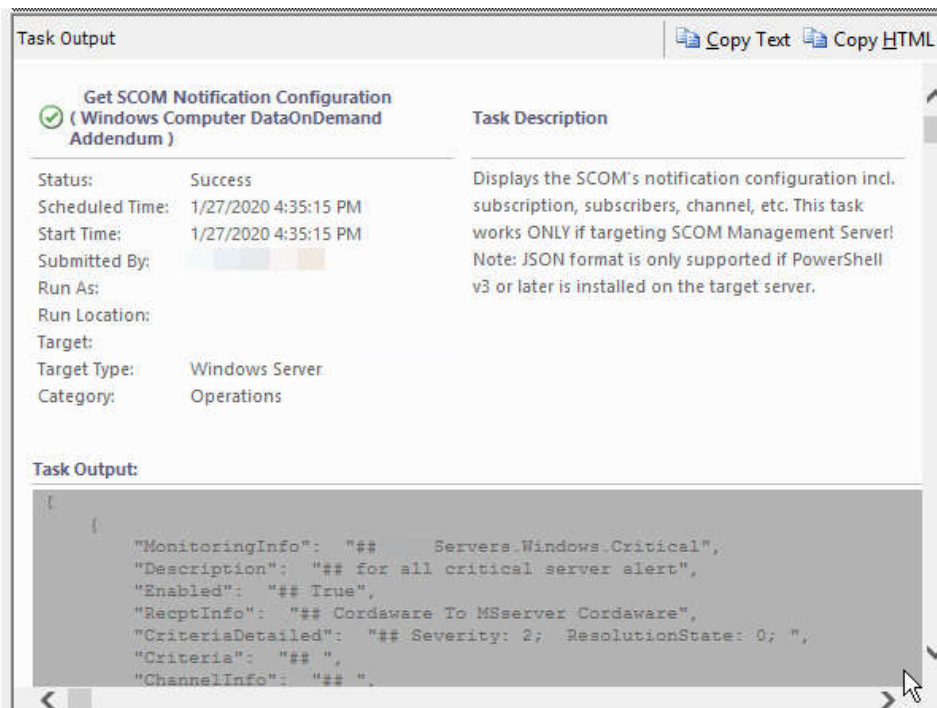 Task Output
Copy Text
Copy HTML
Get SCOM Notification Configuration
( Windows Computer DataOnDemand
Addendum )
Status: Success
Scheduled Time: 1/27/2020 4:35:15 PM
Start Time: 1/27/2020 4:35:15 PM
Submitted By:
Run As:
Run Location:
Target:
Target Type: Windows Server
Category: Operations
Task Description
Displays the SCOM's notification configuration incl.
subscription, subscribers, channel, etc. This task
works ONLY if targeting SCOM Management Server!
Note: JSON format is only supported if PowerShell
v3 or later is installed on the target server.
Task Output:
[
{
"MonitoringInfo": "## Servers.Windows.Critical",
"Description": "## for all critical server alert",
"Enabled": "## True",
"RecptInfo": "## Cordaware To MSserver Cordaware",
"CriteriaDetailed": "## Severity: 2; ResolutionState: 0; ",
"Criteria": "## ",
"ChannelInfo": "## ",